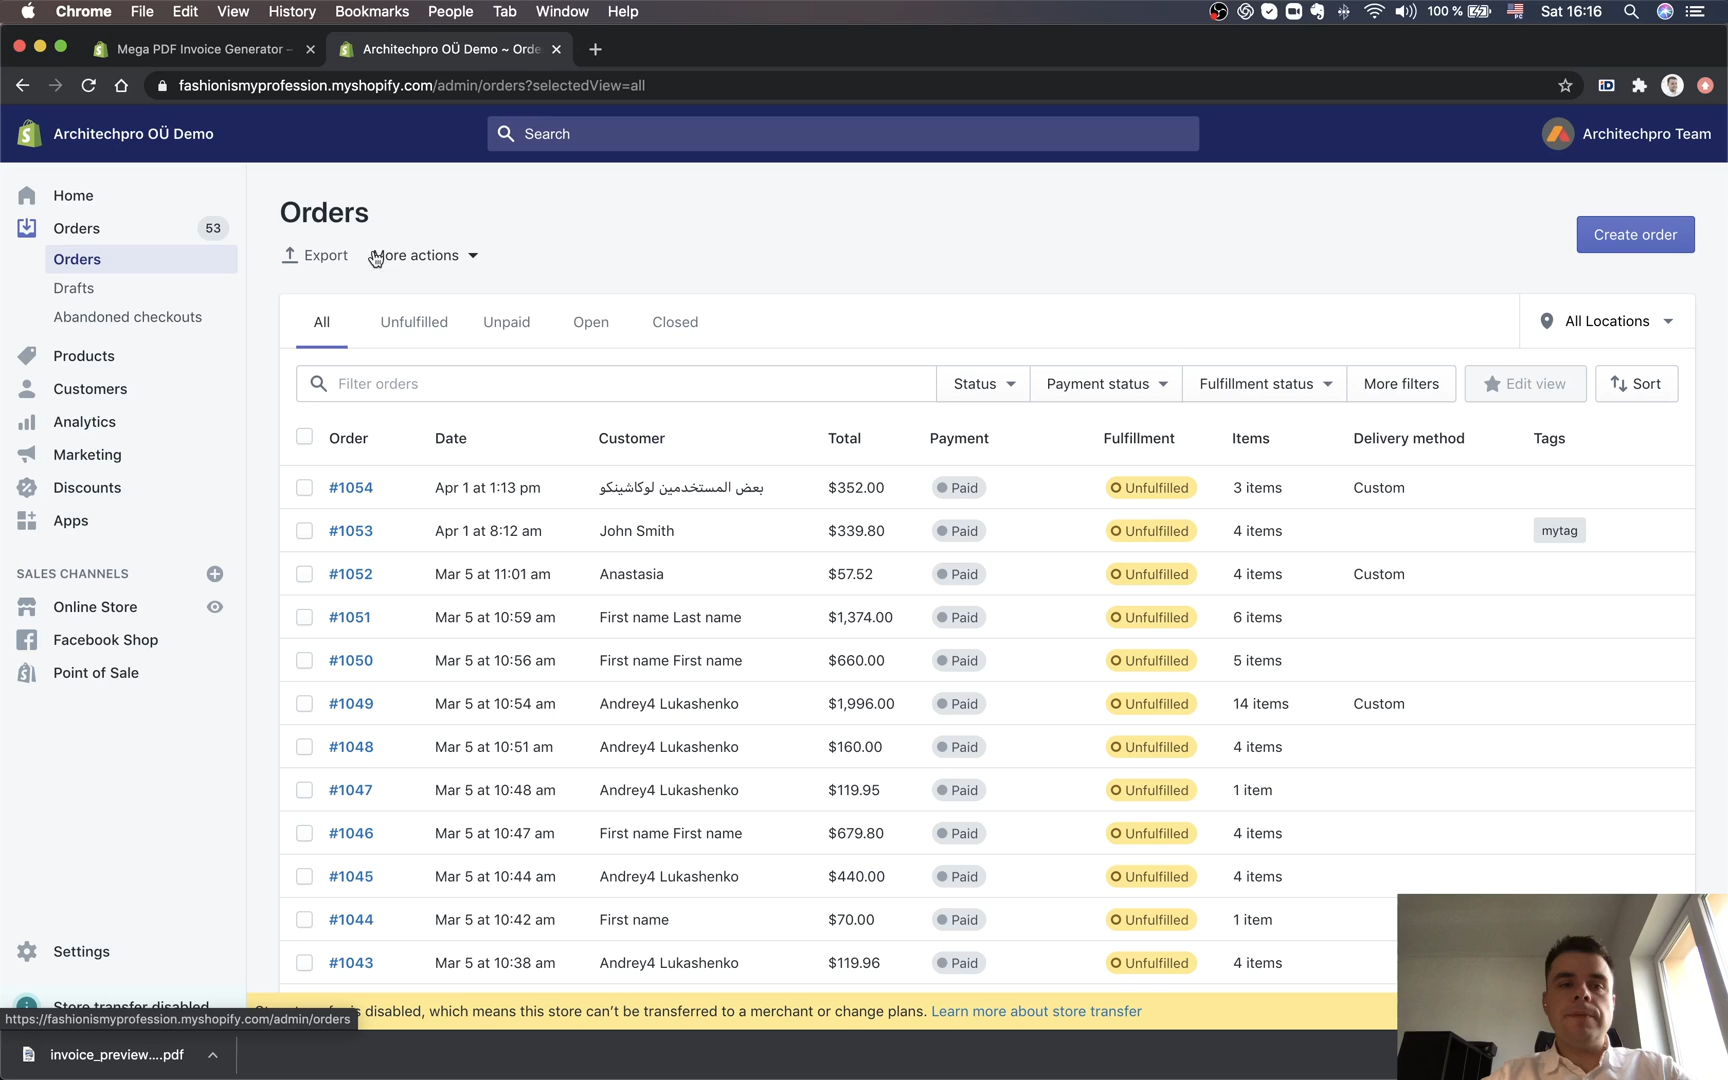 Chrome File Edit View History Bookmarks People Tab Window Help 100 % Sat 16:16
Mega PDF Invoice Generator – Architechpro OÜ Demo ~ Orde
fashionismyprofession.myshopify.com/admin/orders?selectedView=all
Architechpro OÜ Demo Search Architechpro Team
Home
Orders 53
Orders
Drafts
Abandoned checkouts
Products
Customers
Analytics
Marketing
Discounts
Apps
SALES CHANNELS
Online Store
Facebook Shop
Point of Sale
Settings
Store transfer disabled
Orders
Export More actions
Create order
All Unfulfilled Unpaid Open Closed All Locations
Filter orders Status Payment status Fulfillment status More filters Edit view Sort
Order Date Customer Total Payment Fulfillment Items Delivery method Tags
#1054 Apr 1 at 1:13 pm بعض المستخدمين لوكاشينكو $352.00 Paid Unfulfilled 3 items Custom
#1053 Apr 1 at 8:12 am John Smith $339.80 Paid Unfulfilled 4 items mytag
#1052 Mar 5 at 11:01 am Anastasia $57.52 Paid Unfulfilled 4 items Custom
#1051 Mar 5 at 10:59 am First name Last name $1,374.00 Paid Unfulfilled 6 items
#1050 Mar 5 at 10:56 am First name First name $660.00 Paid Unfulfilled 5 items
#1049 Mar 5 at 10:54 am Andrey4 Lukashenko $1,996.00 Paid Unfulfilled 14 items Custom
#1048 Mar 5 at 10:51 am Andrey4 Lukashenko $160.00 Paid Unfulfilled 4 items
#1047 Mar 5 at 10:48 am Andrey4 Lukashenko $119.95 Paid Unfulfilled 1 item
#1046 Mar 5 at 10:47 am First name First name $679.80 Paid Unfulfilled 4 items
#1045 Mar 5 at 10:44 am Andrey4 Lukashenko $440.00 Paid Unfulfilled 4 items
#1044 Mar 5 at 10:42 am First name $70.00 Paid Unfulfilled 1 item
#1043 Mar 5 at 10:38 am Andrey4 Lukashenko $119.96 Paid Unfulfilled 4 items
disabled, which means this store can't be transferred to a merchant or change plans. Learn more about store transfer
https://fashionismyprofession.myshopify.com/admin/orders
invoice_preview....pdf